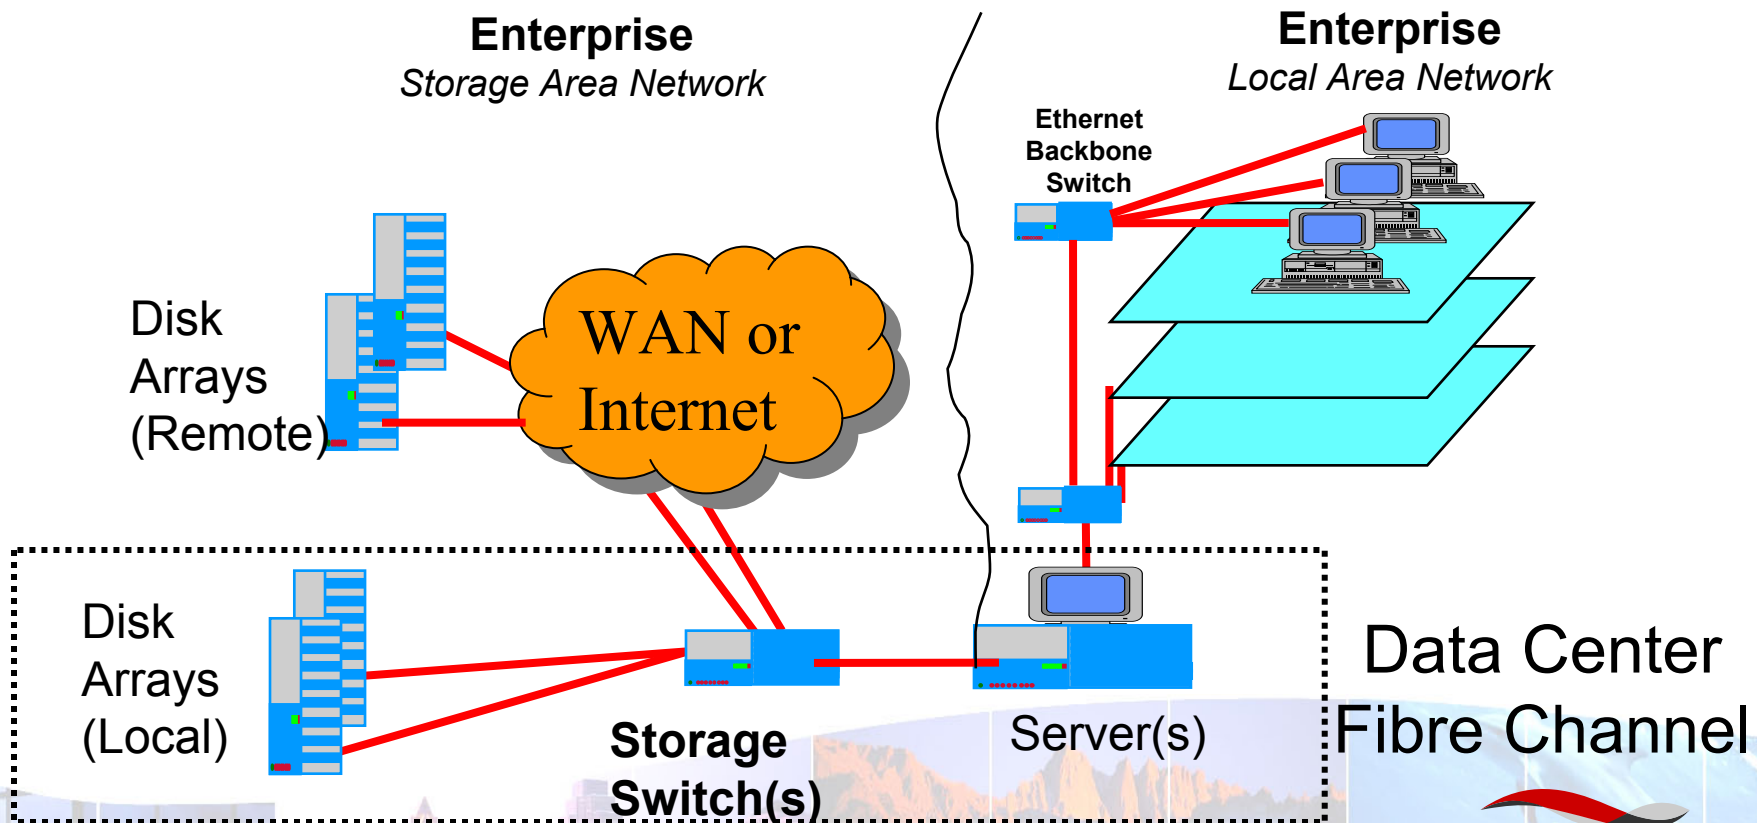 Enterprise
Storage Area Network
Enterprise
Local Area Network
Ethernet
Backbone
Switch
Disk
Arrays
(Remote)
WAN or
Internet
Disk
Arrays
(Local)
Storage
Switch(s)
Server(s)
Data Center
Fibre Channel